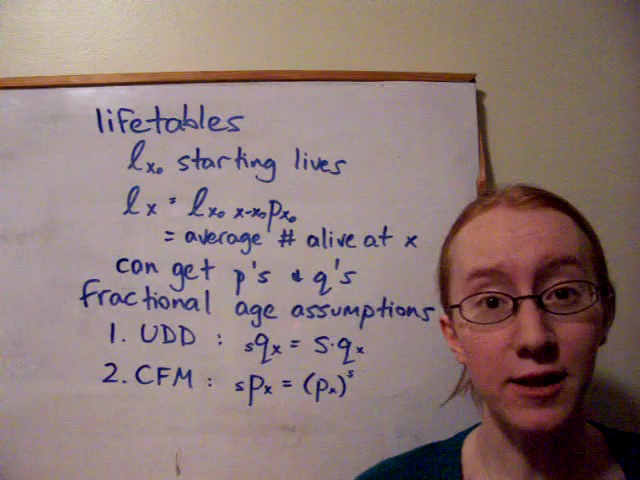 lifetables
lx₀ starting lives
lx = lx₀ x-x₀px₀
= average # alive at x
can get p's & q's
fractional age assumptions
1. UDD : sqx = s·qx
2. CFM : spx = (px)ˢ